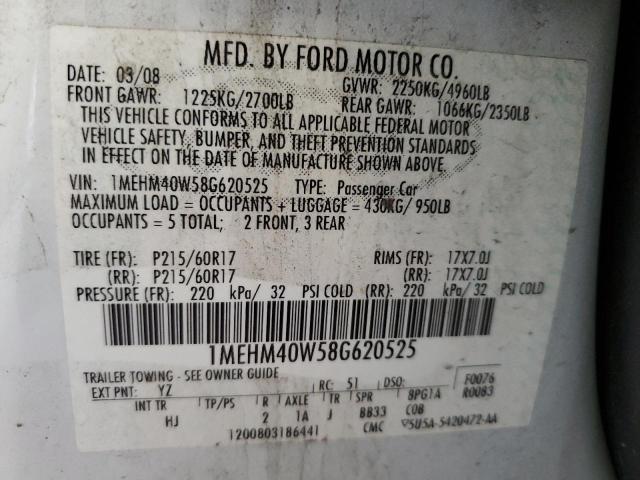 MFD. BY FORD MOTOR CO.
DATE: 03/08 GVWR: 2250KG/4960LB
FRONT GAWR: 1225KG/2700LB REAR GAWR: 1066KG/2350LB
THIS VEHICLE CONFORMS TO ALL APPLICABLE FEDERAL MOTOR
VEHICLE SAFETY, BUMPER, AND THEFT PREVENTION STANDARDS
IN EFFECT ON THE DATE OF MANUFACTURE SHOWN ABOVE.
VIN: 1MEHM40W58G620525 TYPE: Passenger Car
MAXIMUM LOAD = OCCUPANTS + LUGGAGE = 430KG/ 950LB
OCCUPANTS = 5 TOTAL; 2 FRONT, 3 REAR
TIRE (FR): P215/60R17 RIMS (FR): 17X7.0J
(RR): P215/60R17 (RR): 17X7.0J
PRESSURE (FR): 220 kPa/ 32 PSI COLD (RR): 220 kPa/ 32 PSI COLD
1MEHM40W58G620525
TRAILER TOWING - SEE OWNER GUIDE
EXT PNT: YZ RC: 51 DSO: F0076
R0083
INT TR TP/PS R AXLE TR SPR 8PG1A
HJ 2 1A J BB33 COB
1200803186441 CMC 5U5A-5420472-AA